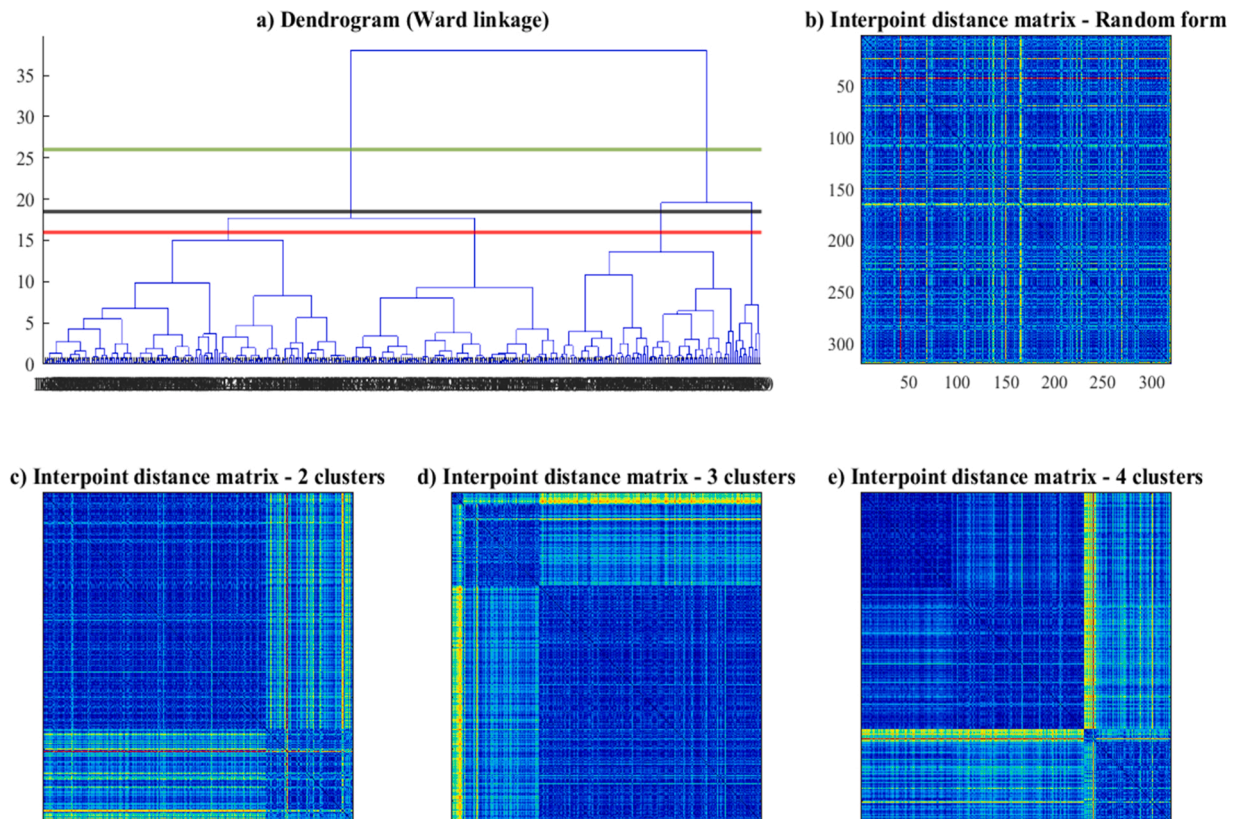 a) Dendrogram (Ward linkage)
35
30
25
20
15
10
5
0
b) Interpoint distance matrix - Random form
50
100
150
200
250
300
50 100 150 200 250 300
c) Interpoint distance matrix - 2 clusters
d) Interpoint distance matrix - 3 clusters
e) Interpoint distance matrix - 4 clusters